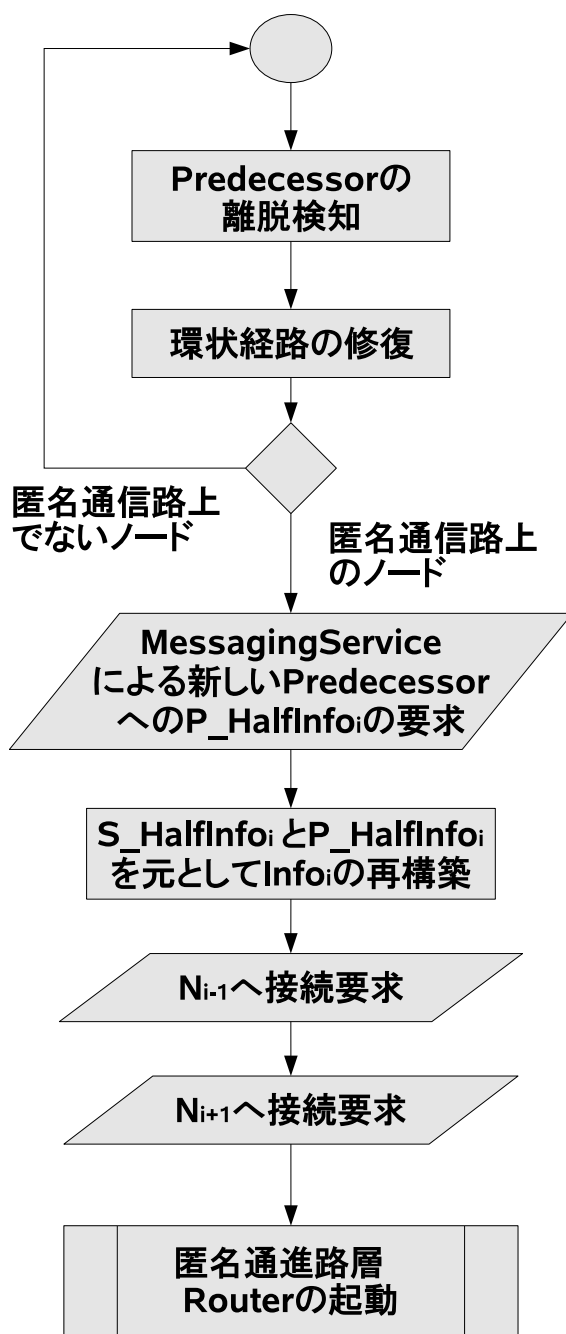 Predecessorの
離脱検知
環状経路の修復
匿名通信路上
でないノード
匿名通信路上
のノード
MessagingService
による新しいPredecessor
へのP_HalfInfoiの要求
S_HalfInfoi とP_HalfInfoi
を元としてInfoiの再構築
Ni-1へ接続要求
Ni+1へ接続要求
匿名通進路層
Routerの起動